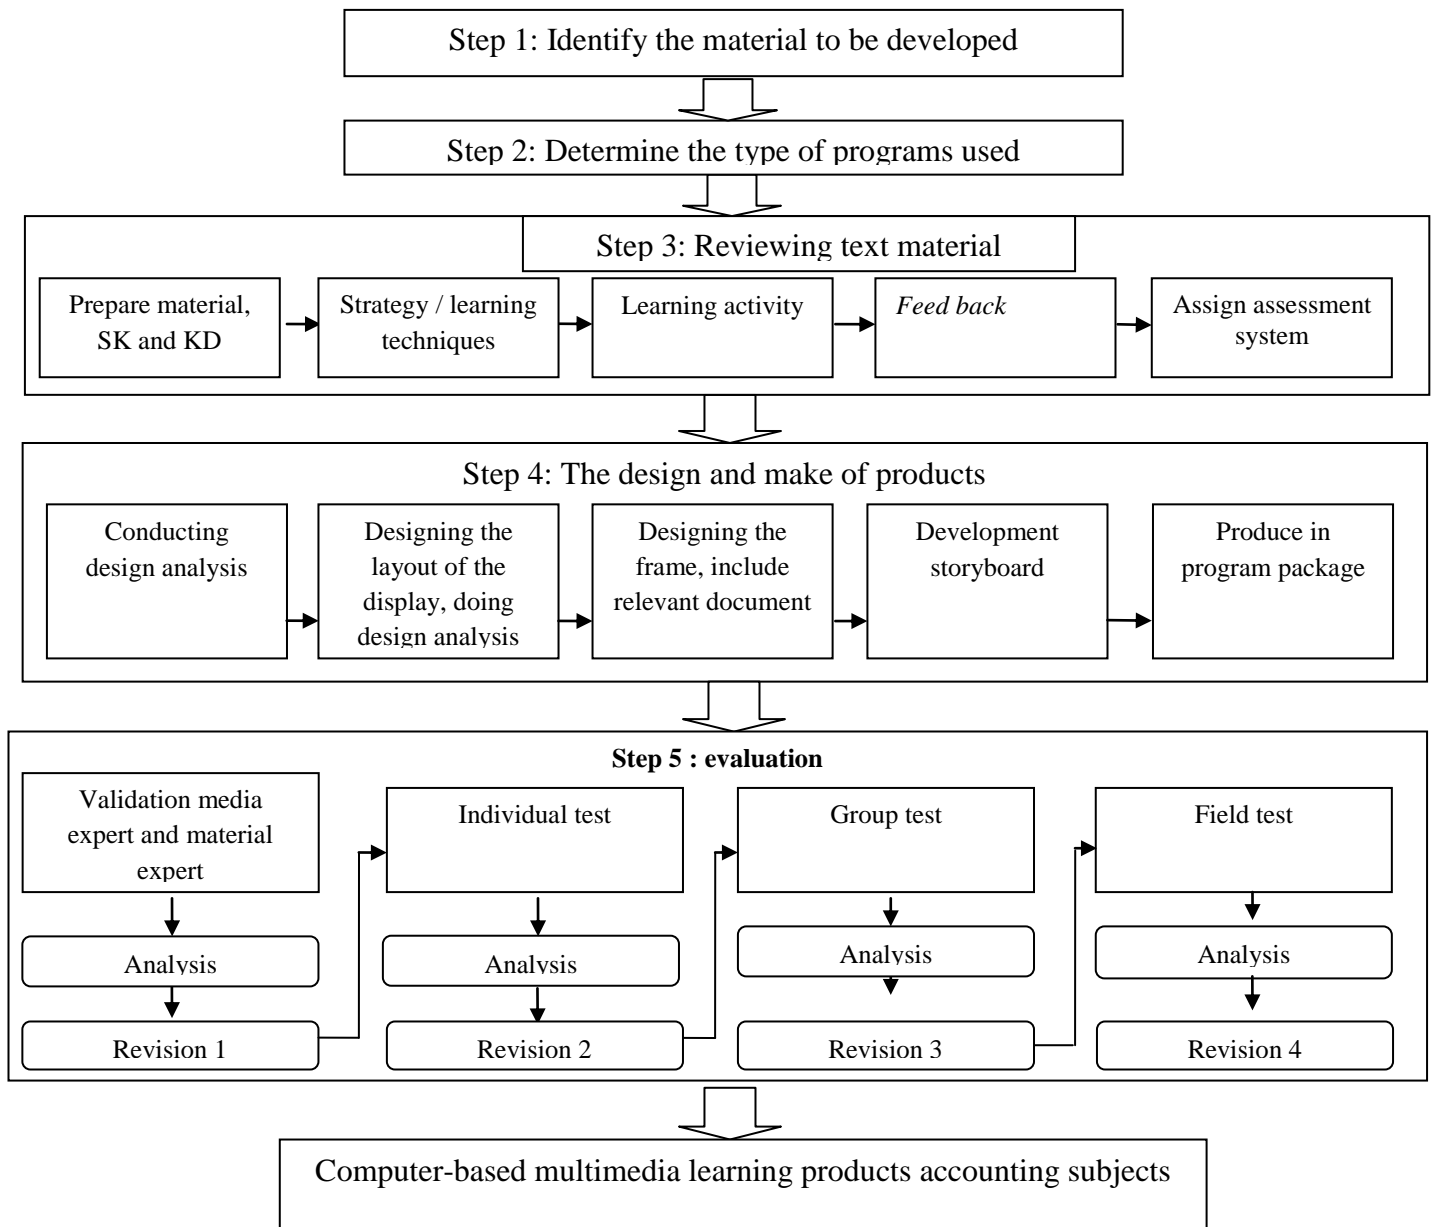 Step 1: Identify the material to be developed
Step 2: Determine the type of programs used
Step 3: Reviewing text material
Prepare material,
SK and KD
Strategy / learning
techniques
Learning activity
Feed back
Assign assessment
system
Step 4: The design and make of products
Conducting
design analysis
Designing the
layout of the
display, doing
design analysis
Designing the
frame, include
relevant document
Development
storyboard
Produce in
program package
Step 5 : evaluation
Validation media
expert and material
expert
Analysis
Revision 1
Individual test
Analysis
Revision 2
Group test
Analysis
Revision 3
Field test
Analysis
Revision 4
Computer-based multimedia learning products accounting subjects